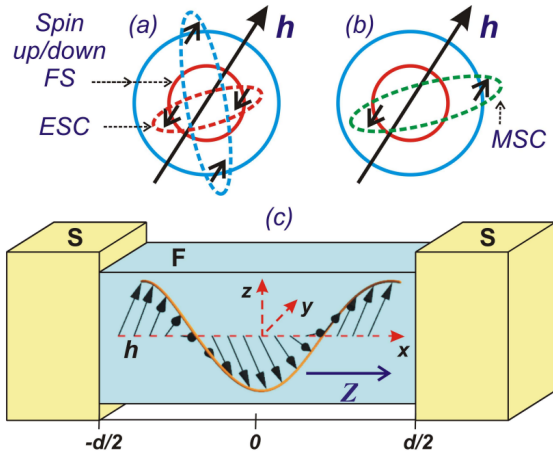 Spin (a) h (b) h
up/down
FS
ESC
MSC
(c)
S S
F
z
y
h x
Z
-d/2 0 d/2